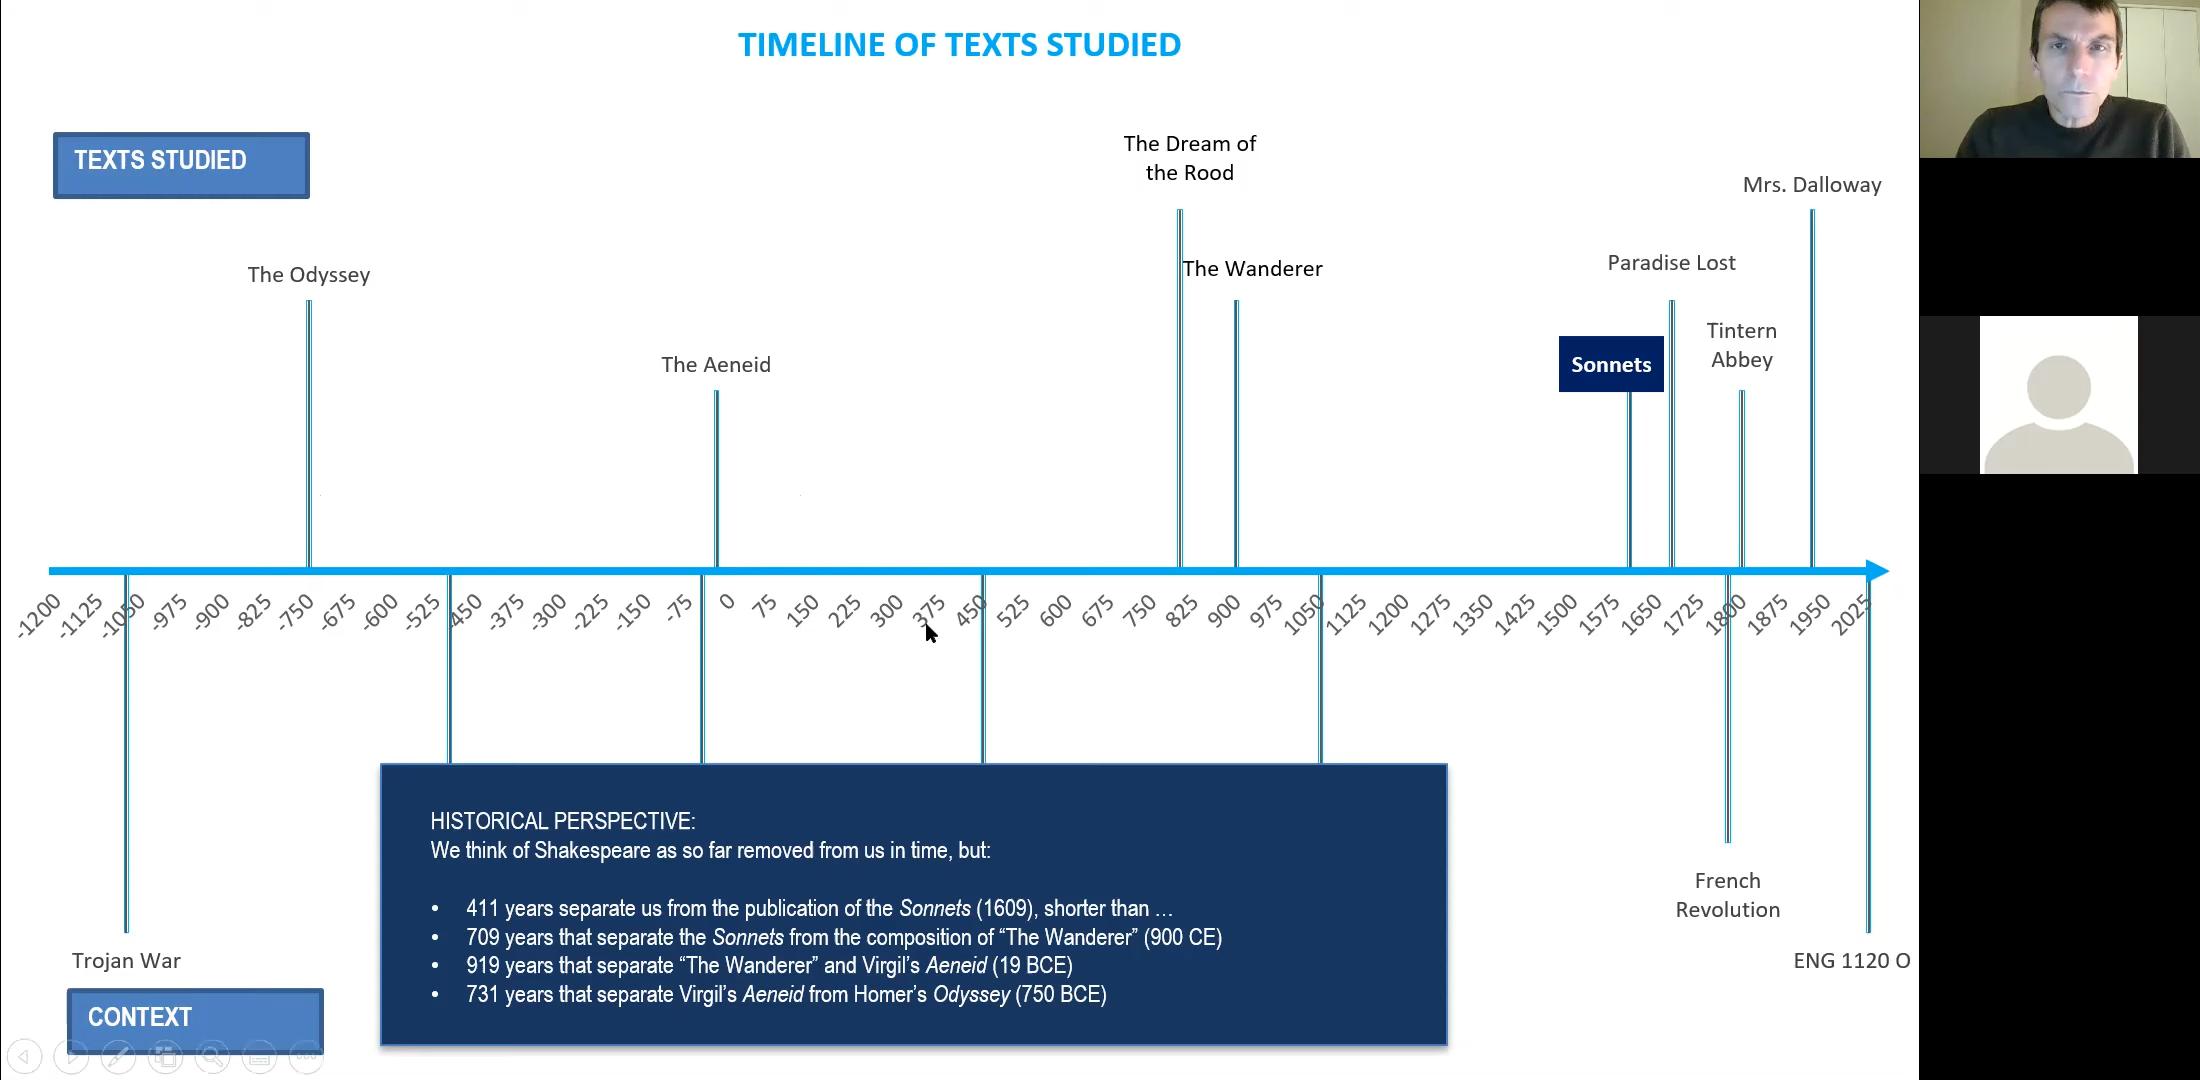 TIMELINE OF TEXTS STUDIED
TEXTS STUDIED
The Dream of
the Rood
Mrs. Dalloway
The Odyssey
The Wanderer
Paradise Lost
The Aeneid
Tintern
Abbey
Sonnets
-1200 -1125 -1050 -975 -900 -825 -750 -675 -600 -525 -450 -375 -300 -225 -150 -75 0 75 150 225 300 375 450 525 600 675 750 825 900 975 1050 1125 1200 1275 1350 1425 1500 1575 1650 1725 1800 1875 1950 2025
HISTORICAL PERSPECTIVE:
We think of Shakespeare as so far removed from us in time, but:
• 411 years separate us from the publication of the Sonnets (1609), shorter than …
• 709 years that separate the Sonnets from the composition of “The Wanderer” (900 CE)
• 919 years that separate “The Wanderer” and Virgil’s Aeneid (19 BCE)
• 731 years that separate Virgil’s Aeneid from Homer’s Odyssey (750 BCE)
French
Revolution
Trojan War
ENG 1120 O
CONTEXT